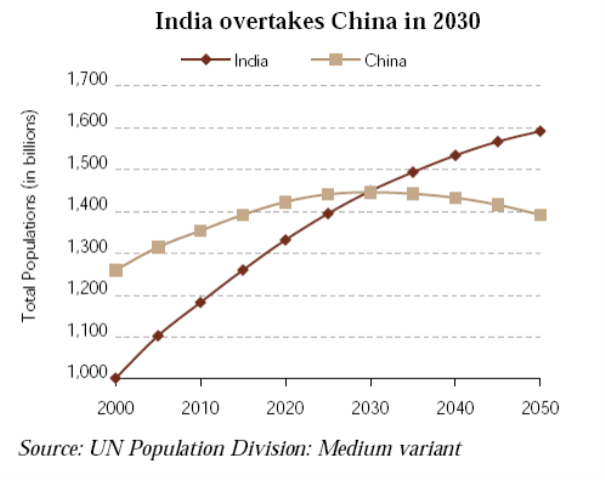 India overtakes China in 2030
India China
Total Populations (in billions)
1,700
1,600
1,500
1,400
1,300
1,200
1,100
1,000
2000 2010 2020 2030 2040 2050
Source: UN Population Division: Medium variant